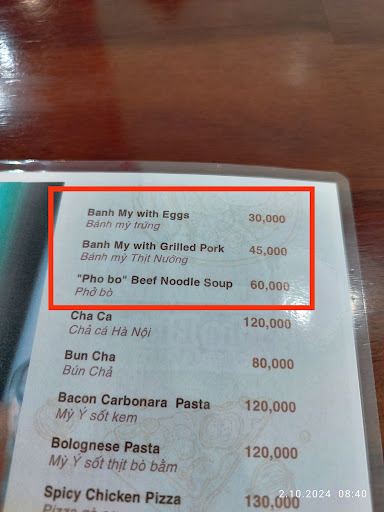 Banh My with Eggs 30,000
Bánh mỳ trứng
Banh My with Grilled Pork 45,000
Bánh mỳ Thịt Nướng
"Pho bo" Beef Noodle Soup 60,000
Phở bò
Cha Ca 120,000
Chả cá Hà Nội
Bun Cha 80,000
Bún Chả
Bacon Carbonara Pasta 120,000
Mỳ Ý sốt kem
Bolognese Pasta 120,000
Mỳ Ý sốt thịt bò bằm
Spicy Chicken Pizza 130,000
2.10.2024 08:40